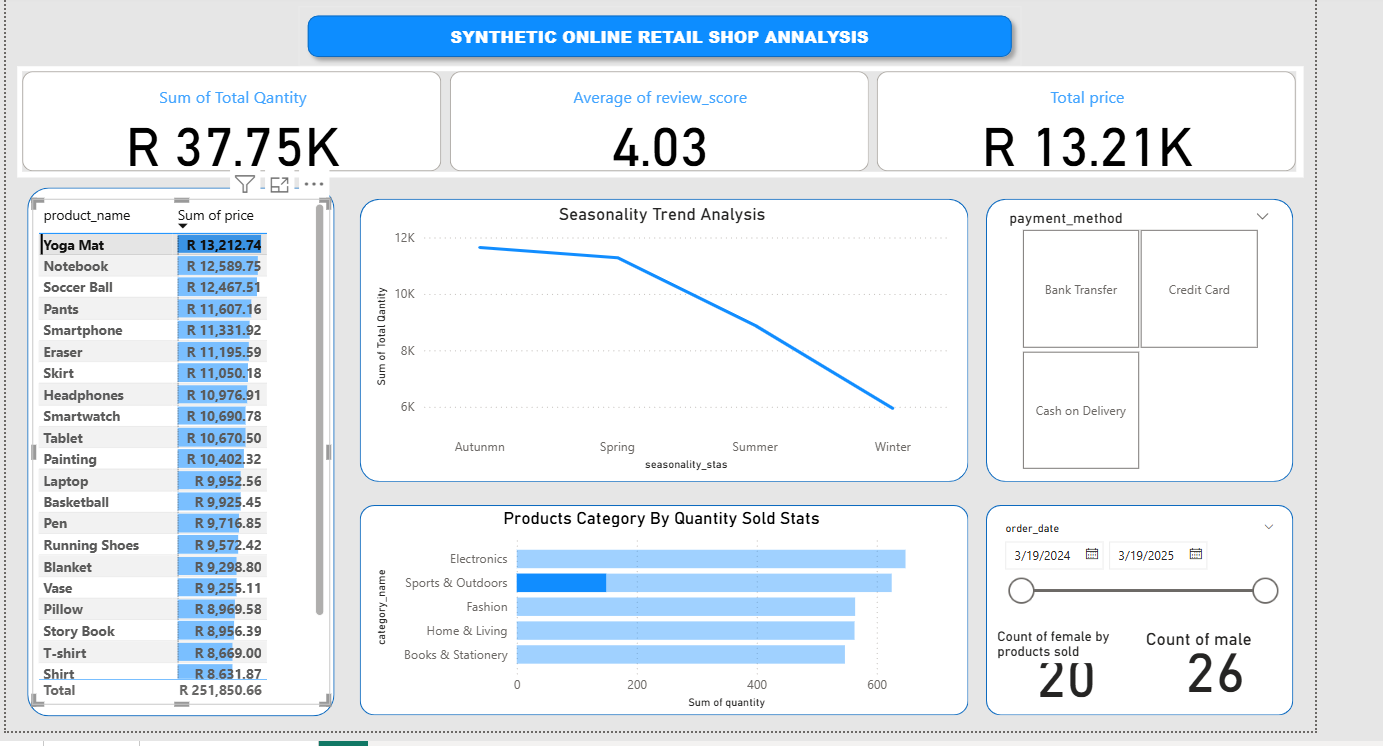 SYNTHETIC ONLINE RETAIL SHOP ANNALYSIS
Sum of Total Qantity
R 37.75K
Average of review_score
4.03
Total price
R 13.21K
product_name Sum of price
Yoga Mat R 13,212.74
Notebook R 12,589.75
Soccer Ball R 12,467.51
Pants R 11,607.16
Smartphone R 11,331.92
Eraser R 11,195.59
Skirt R 11,050.18
Headphones R 10,976.91
Smartwatch R 10,690.78
Tablet R 10,670.50
Painting R 10,402.32
Laptop R 9,952.56
Basketball R 9,925.45
Pen R 9,716.85
Running Shoes R 9,572.42
Blanket R 9,298.80
Vase R 9,255.11
Pillow R 8,969.58
Story Book R 8,956.39
T-shirt R 8,669.00
Shirt R 8,631.87
Total R 251,850.66
Seasonality Trend Analysis
Sum of Total Qantity
12K
10K
8K
6K
Autunmn Spring Summer Winter
seasonality_stas
payment_method
Bank Transfer Credit Card
Cash on Delivery
Products Category By Quantity Sold Stats
category_name
Electronics
Sports & Outdoors
Fashion
Home & Living
Books & Stationery
0 200 400 600
Sum of quantity
order_date
3/19/2024 3/19/2025
Count of female by
products sold
20
Count of male
26